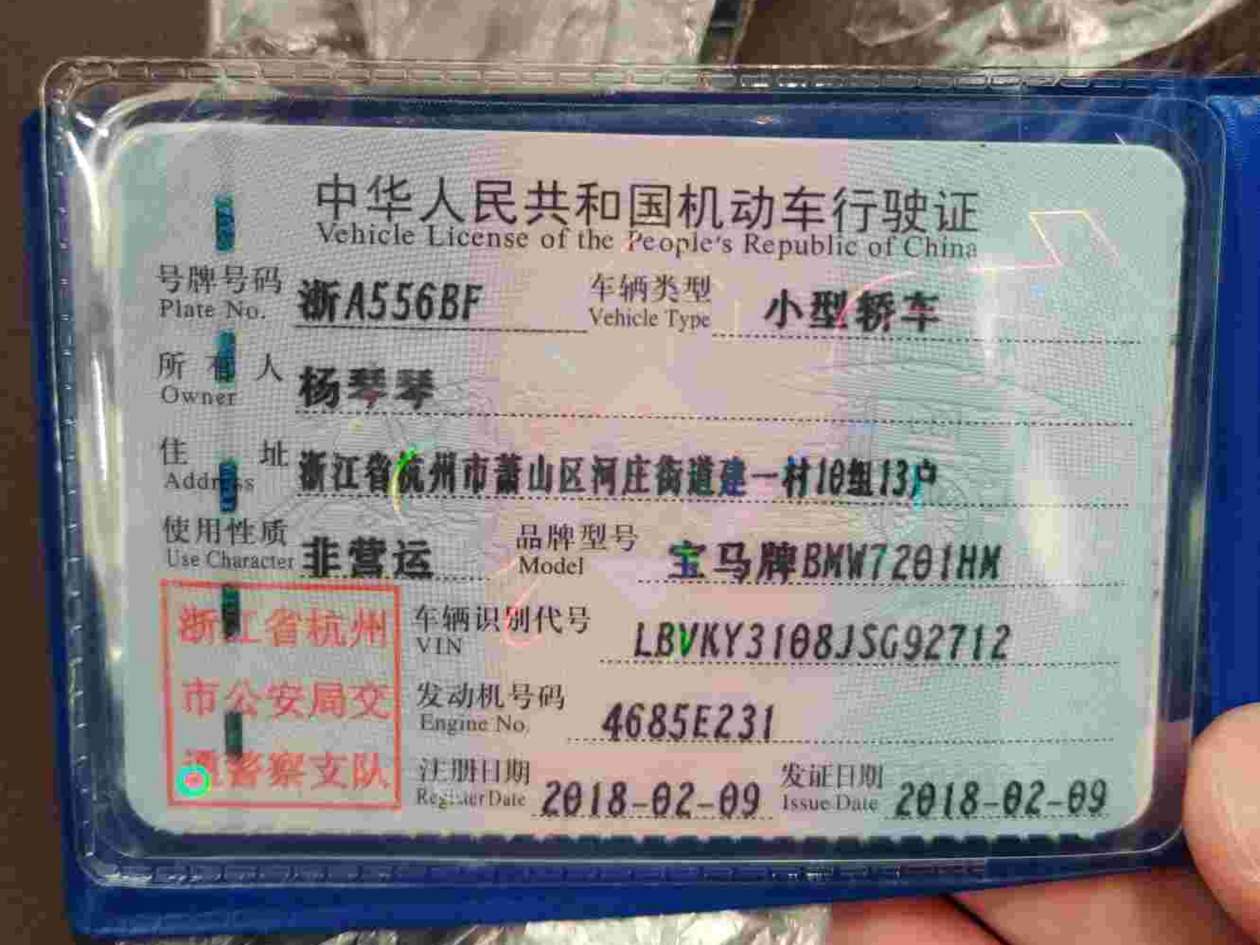 中华人民共和国机动车行驶证
Vehicle License of the People's Republic of China
号牌号码 浙A556BF 车辆类型 小型轿车
Plate No. Vehicle Type
所有人 杨琴琴
Owner
住址 浙江省杭州市萧山区河庄街道建一村10组13户
Address
使用性质 非营运 品牌型号 宝马牌BMW7201HM
Use Character Model
浙江省杭州 车辆识别代号 LBVKY3108JSG92712
VIN
市公安局交 发动机号码 4685E231
Engine No.
通警察支队 注册日期 2018-02-09 发证日期 2018-02-09
Register Date Issue Date